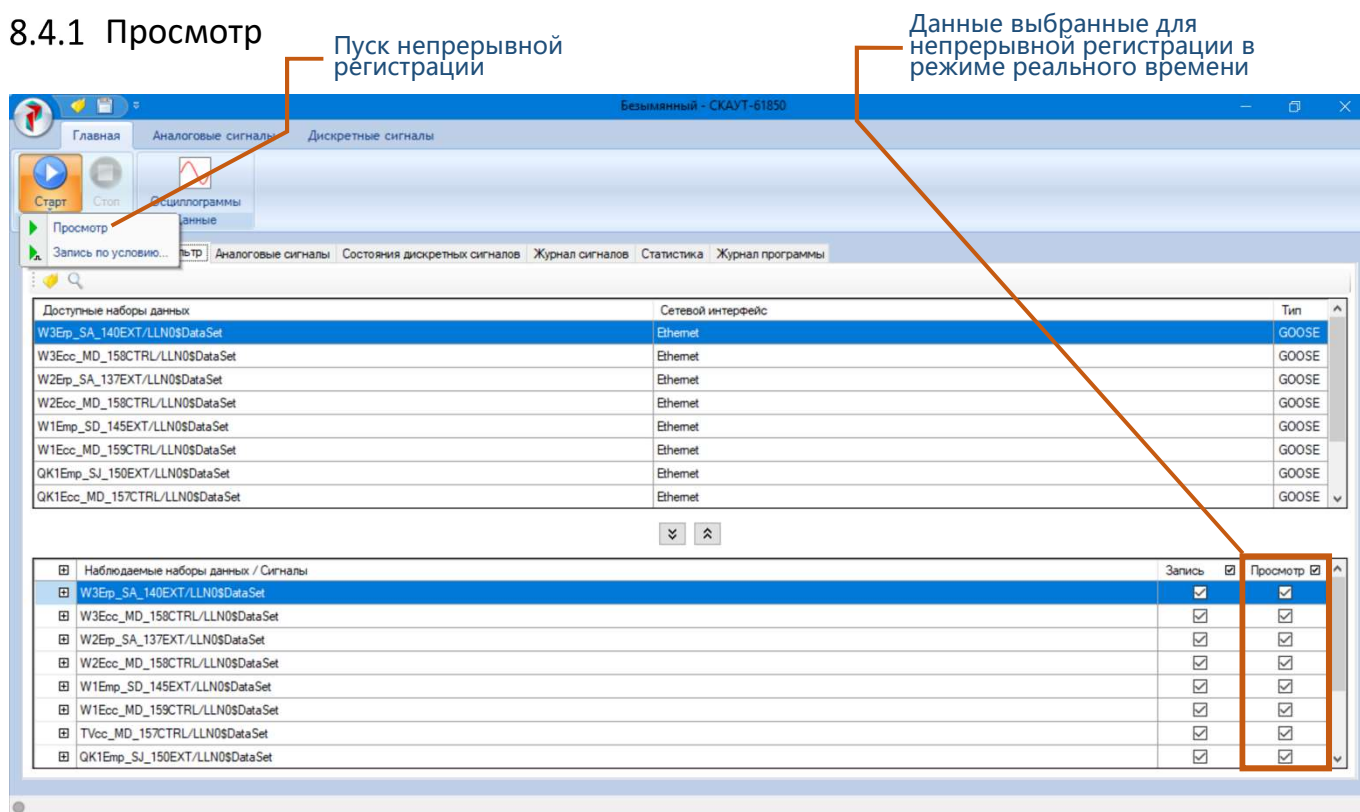 8.4.1 Просмотр
Пуск непрерывной
регистрации
Данные выбранные для
непрерывной регистрации в
режиме реального времени
Безымянный - СКАУТ-61850
Главная Аналоговые сигналы Дискретные сигналы
Старт Стоп Осциллограммы
Данные
Просмотр
Запись по условию...
льтр Аналоговые сигналы Состояния дискретных сигналов Журнал сигналов Статистика Журнал программы
Доступные наборы данных Сетевой интерфейс Тип
W3Erp_SA_140EXT/LLN0$DataSet Ethernet GOOSE
W3Ecc_MD_158CTRL/LLN0$DataSet Ethernet GOOSE
W2Erp_SA_137EXT/LLN0$DataSet Ethernet GOOSE
W2Ecc_MD_158CTRL/LLN0$DataSet Ethernet GOOSE
W1Emp_SD_145EXT/LLN0$DataSet Ethernet GOOSE
W1Ecc_MD_159CTRL/LLN0$DataSet Ethernet GOOSE
QK1Emp_SJ_150EXT/LLN0$DataSet Ethernet GOOSE
QK1Ecc_MD_157CTRL/LLN0$DataSet Ethernet GOOSE
Наблюдаемые наборы данных / Сигналы Запись Просмотр
W3Erp_SA_140EXT/LLN0$DataSet
W3Ecc_MD_158CTRL/LLN0$DataSet
W2Erp_SA_137EXT/LLN0$DataSet
W2Ecc_MD_158CTRL/LLN0$DataSet
W1Emp_SD_145EXT/LLN0$DataSet
W1Ecc_MD_159CTRL/LLN0$DataSet
TVcc_MD_157CTRL/LLN0$DataSet
QK1Emp_SJ_150EXT/LLN0$DataSet